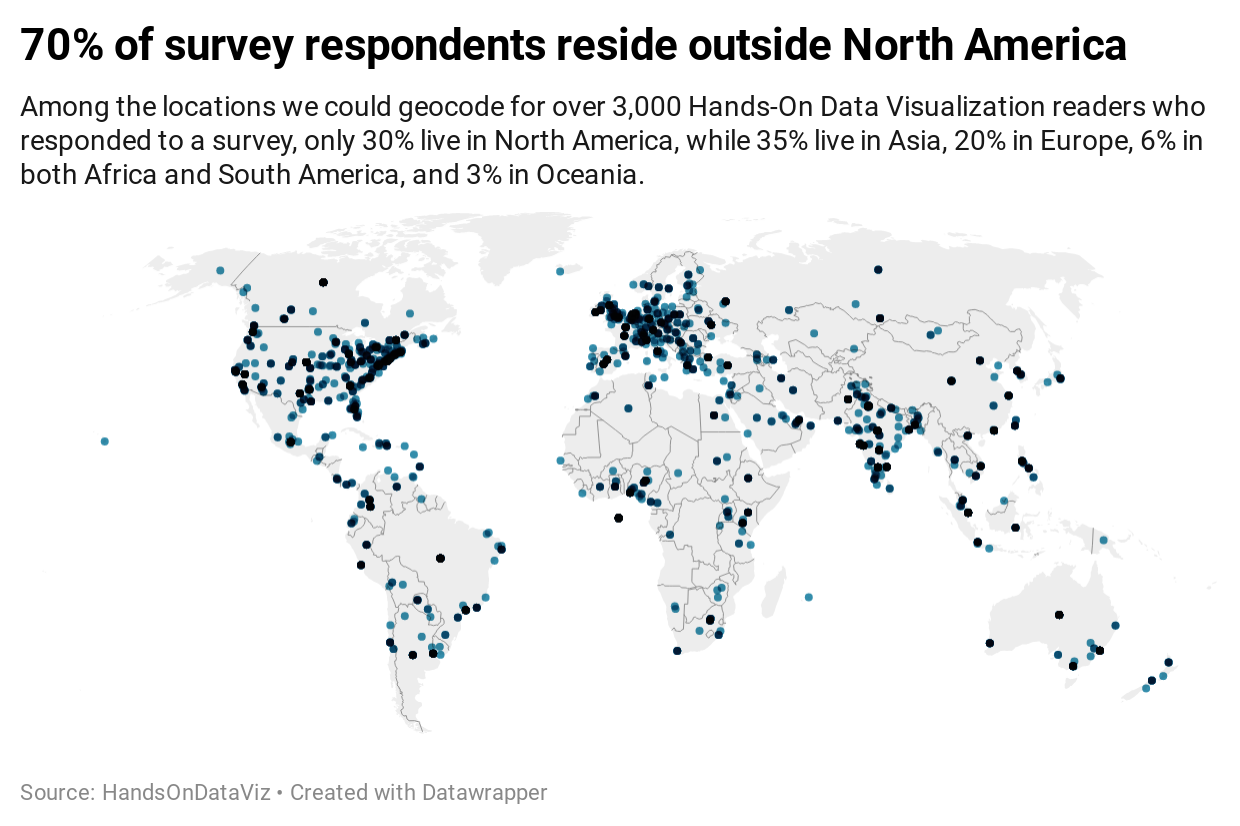 70% of survey respondents reside outside North America
Among the locations we could geocode for over 3,000 Hands-On Data Visualization readers who
responded to a survey, only 30% live in North America, while 35% live in Asia, 20% in Europe, 6% in
both Africa and South America, and 3% in Oceania.
Source: HandsOnDataViz • Created with Datawrapper